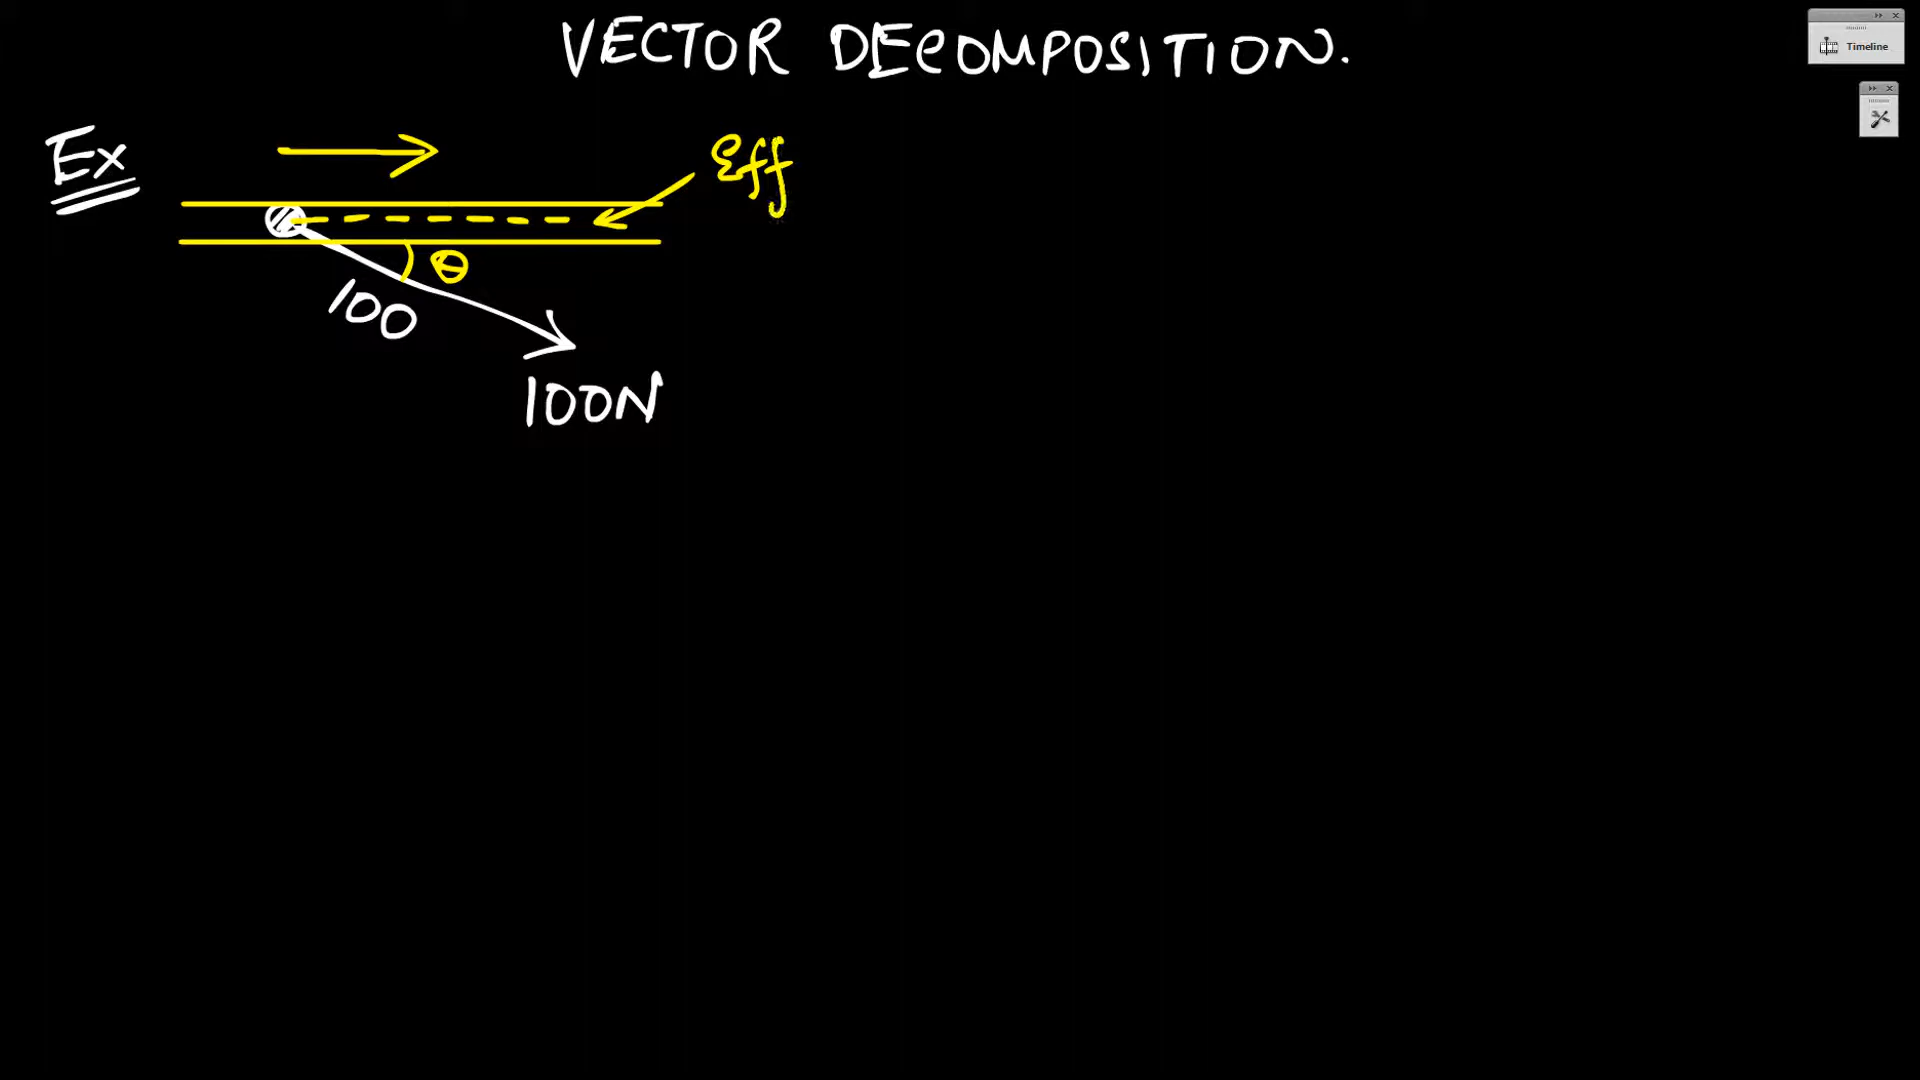 VECTOR DECOMPOSITION.
Timeline
Ex
Eff
θ
100
100N